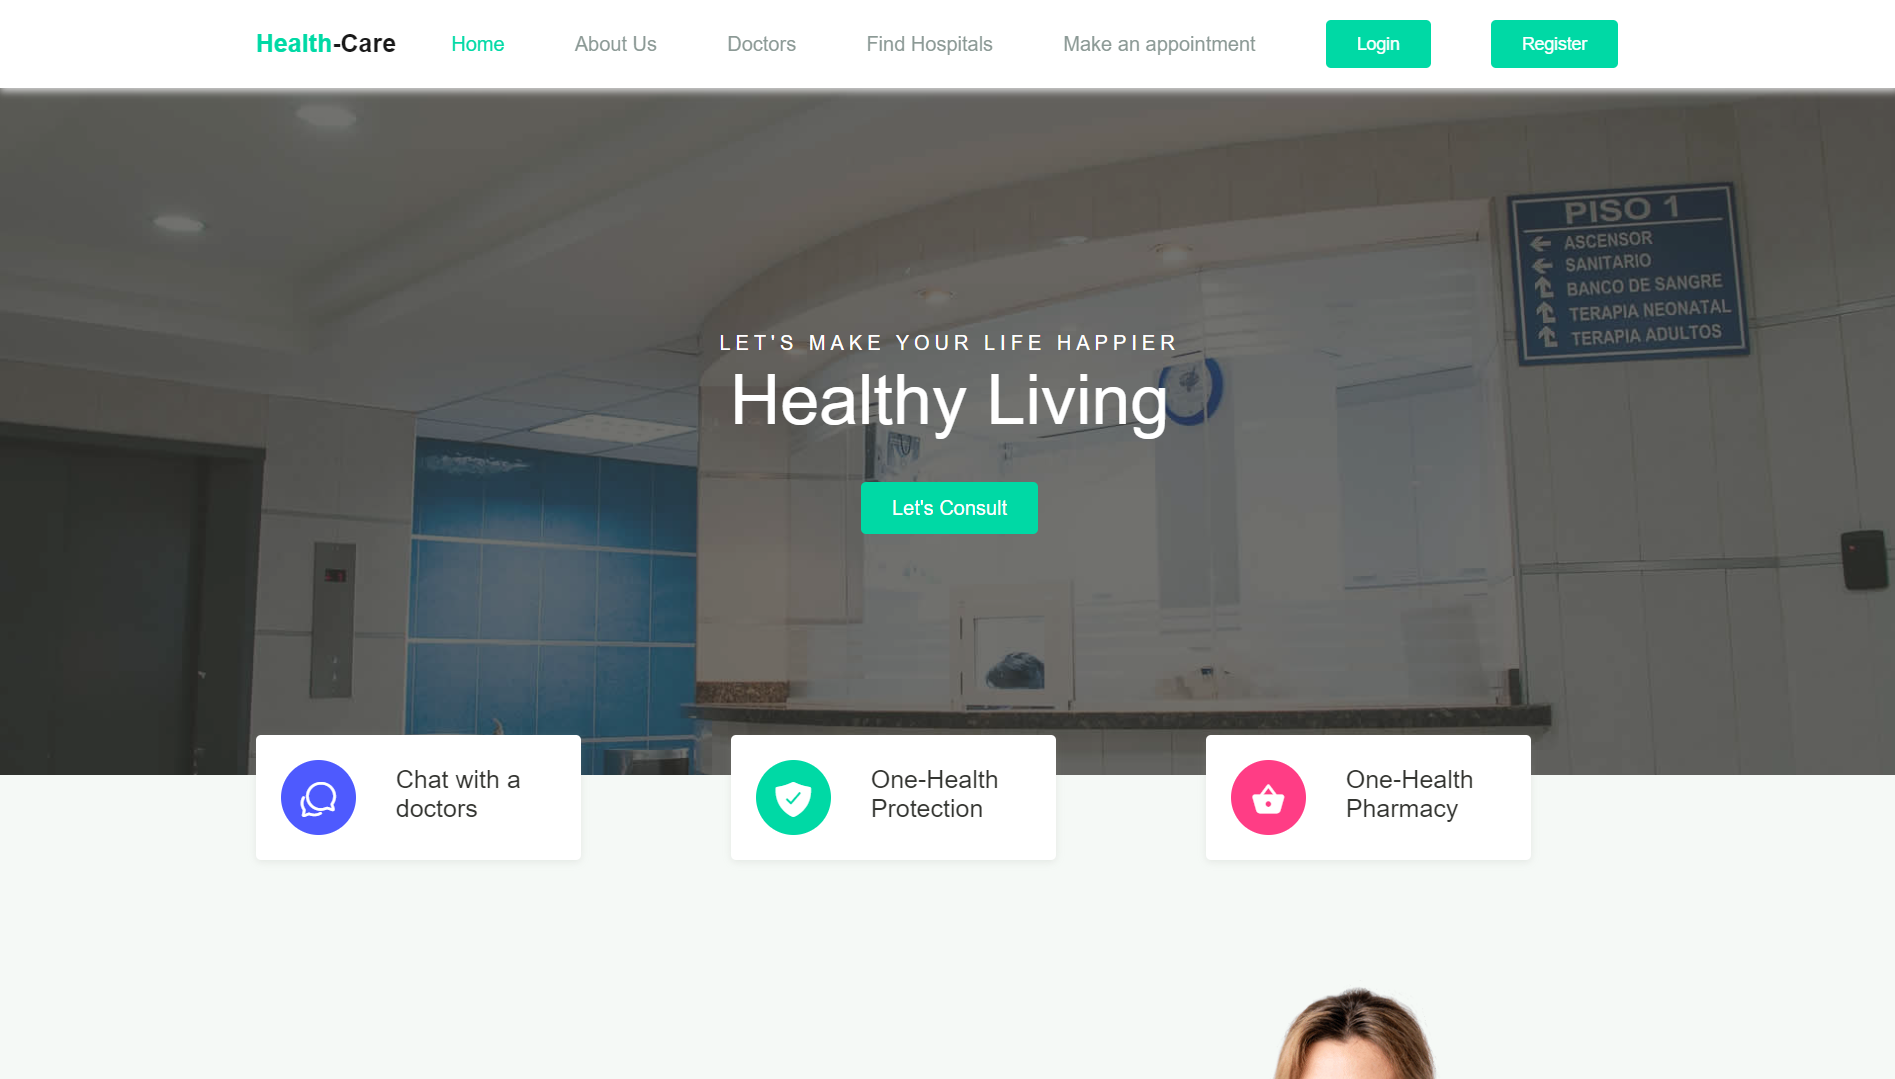 Health-Care
Home
About Us
Doctors
Find Hospitals
Make an appointment
Login
Register
PISO 1
ASCENSOR
SANITARIO
BANCO DE SANGRE
TERAPIA NEONATAL
TERAPIA ADULTOS
LET'S MAKE YOUR LIFE HAPPIER
Healthy Living
Let's Consult
Chat with a
doctors
One-Health
Protection
One-Health
Pharmacy